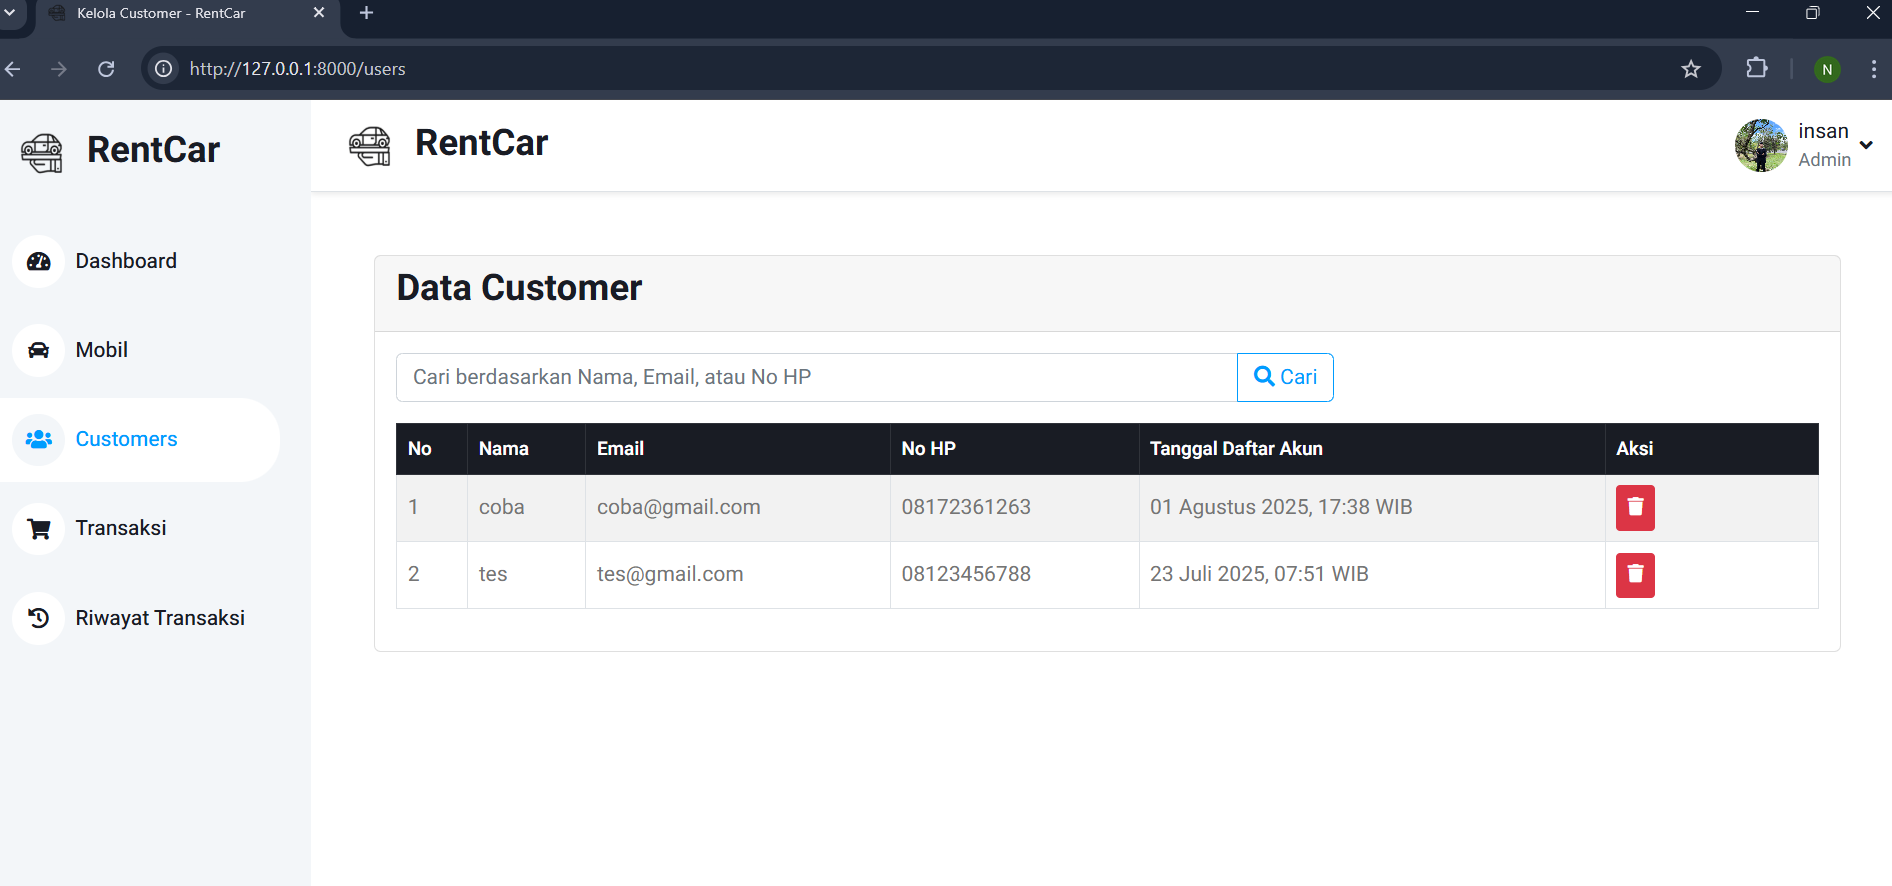 Kelola Customer - RentCar
http://127.0.0.1:8000/users
N
RentCar
RentCar
insan
Admin
Dashboard
Mobil
Customers
Transaksi
Riwayat Transaksi
Data Customer
Cari berdasarkan Nama, Email, atau No HP
Cari
No Nama Email No HP Tanggal Daftar Akun Aksi
1 coba coba@gmail.com 08172361263 01 Agustus 2025, 17:38 WIB
2 tes tes@gmail.com 08123456788 23 Juli 2025, 07:51 WIB